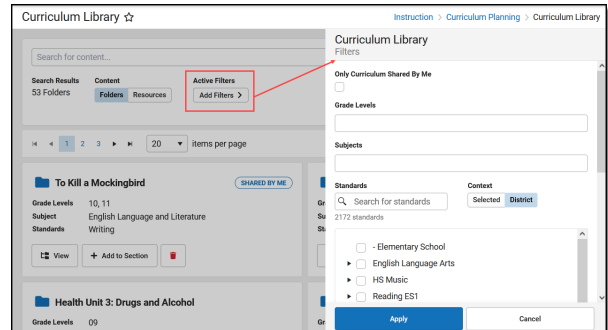 Curriculum Library
Instruction > Curriculum Planning > Curriculum Library
Search for content...
Search Results
53 Folders
Content
Folders Resources
Active Filters
Add Filters >
1 2 3 20 items per page
To Kill a Mockingbird SHARED BY ME
Grade Levels 10, 11
Subject English Language and Literature
Standards Writing
View + Add to Section
Health Unit 3: Drugs and Alcohol
Grade Levels 09
Gr
Su
St
Gr
Curriculum Library
Filters
Only Curriculum Shared By Me
Grade Levels
Subjects
Standards
Search for standards
2172 standards
Context
Selected District
- Elementary School
English Language Arts
HS Music
Reading ES1
Apply Cancel